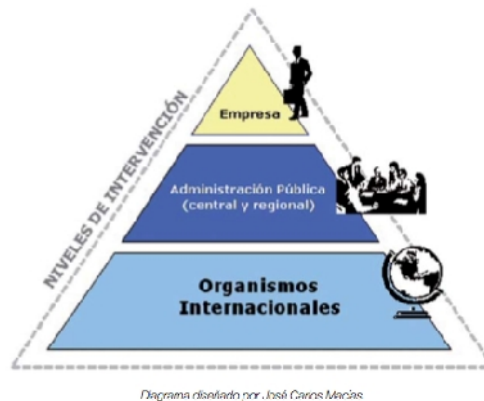 NIVELES DE INTERVENCIÓN
Empresa
Administración Pública
(central y regional)
Organismos
Internacionales
Diagrama diseñado por José Carlos Macías